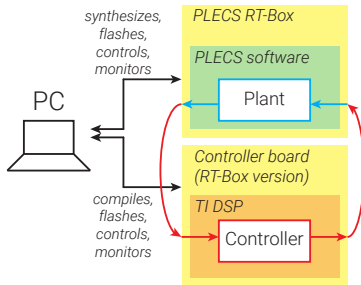 synthesizes,
flashes,
controls,
monitors
PLECS RT-Box
PLECS software
Plant
PC
Controller board
(RT-Box version)
compiles,
flashes,
controls,
monitors
TI DSP
Controller